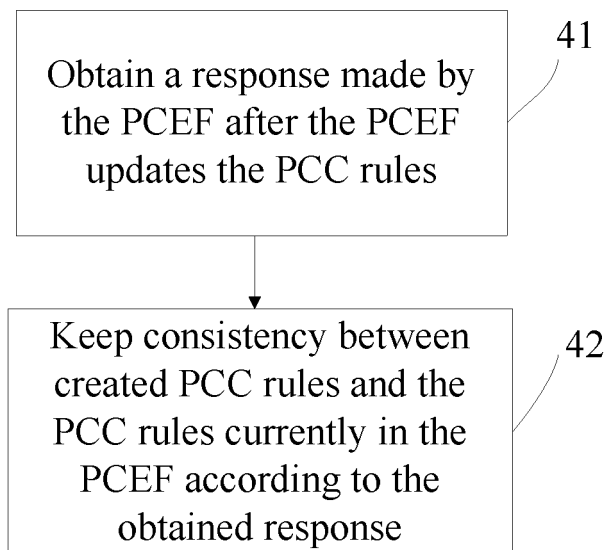 41
Obtain a response made by
the PCEF after the PCEF
updates the PCC rules
42
Keep consistency between
created PCC rules and the
PCC rules currently in the
PCEF according to the
obtained response